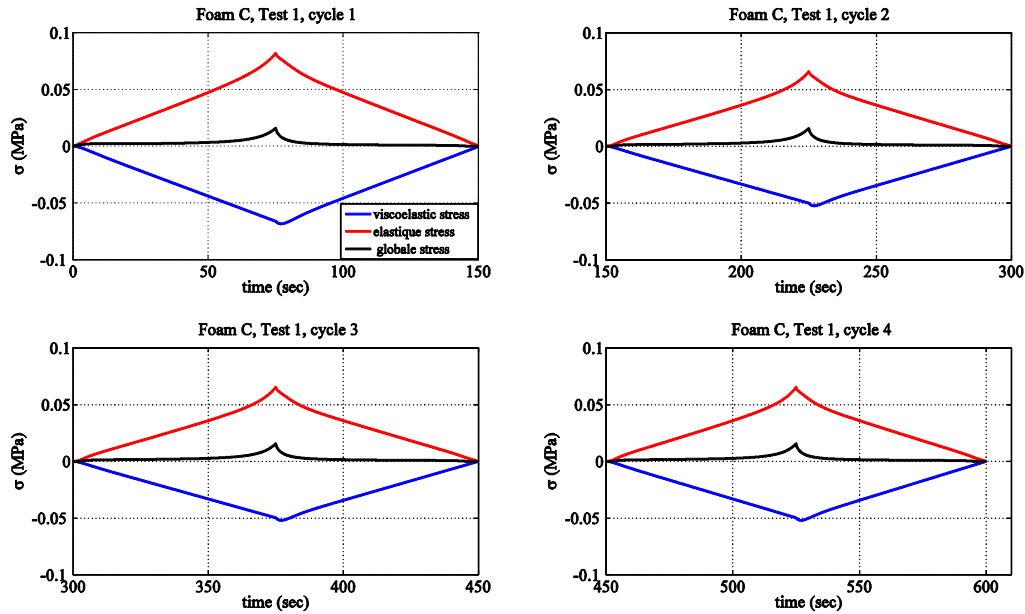 Foam C, Test 1, cycle 1
0.1
0.05
0
-0.05
-0.1
σ (MPa)
0 50 100 150
time (sec)
viscoelastic stress
elastique stress
globale stress
Foam C, Test 1, cycle 2
0.1
0.05
0
-0.05
-0.1
σ (MPa)
150 200 250 300
time (sec)
Foam C, Test 1, cycle 3
0.1
0.05
0
-0.05
-0.1
σ (MPa)
300 350 400 450
time (sec)
Foam C, Test 1, cycle 4
0.1
0.05
0
-0.05
-0.1
σ (MPa)
450 500 550 600
time (sec)